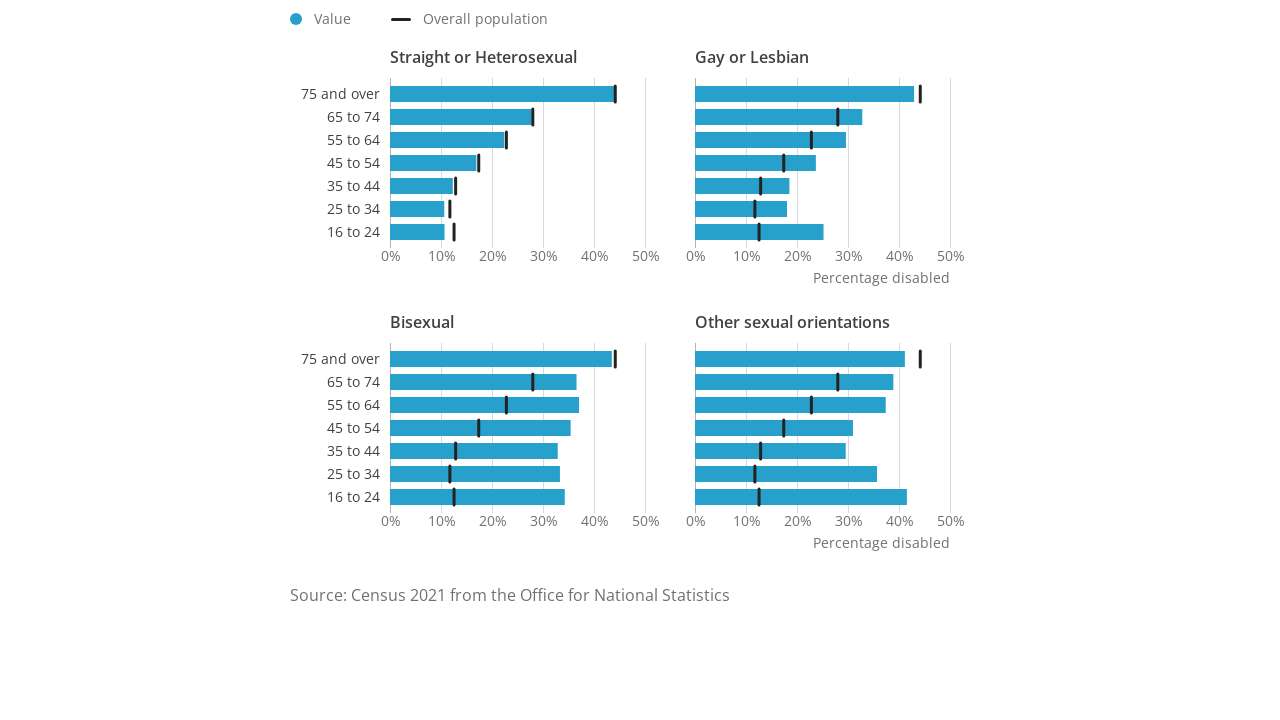 Value Overall population
Straight or Heterosexual
75 and over
65 to 74
55 to 64
45 to 54
35 to 44
25 to 34
16 to 24
0% 10% 20% 30% 40% 50%
Gay or Lesbian
0% 10% 20% 30% 40% 50%
Percentage disabled
Bisexual
75 and over
65 to 74
55 to 64
45 to 54
35 to 44
25 to 34
16 to 24
0% 10% 20% 30% 40% 50%
Other sexual orientations
0% 10% 20% 30% 40% 50%
Percentage disabled
Source: Census 2021 from the Office for National Statistics